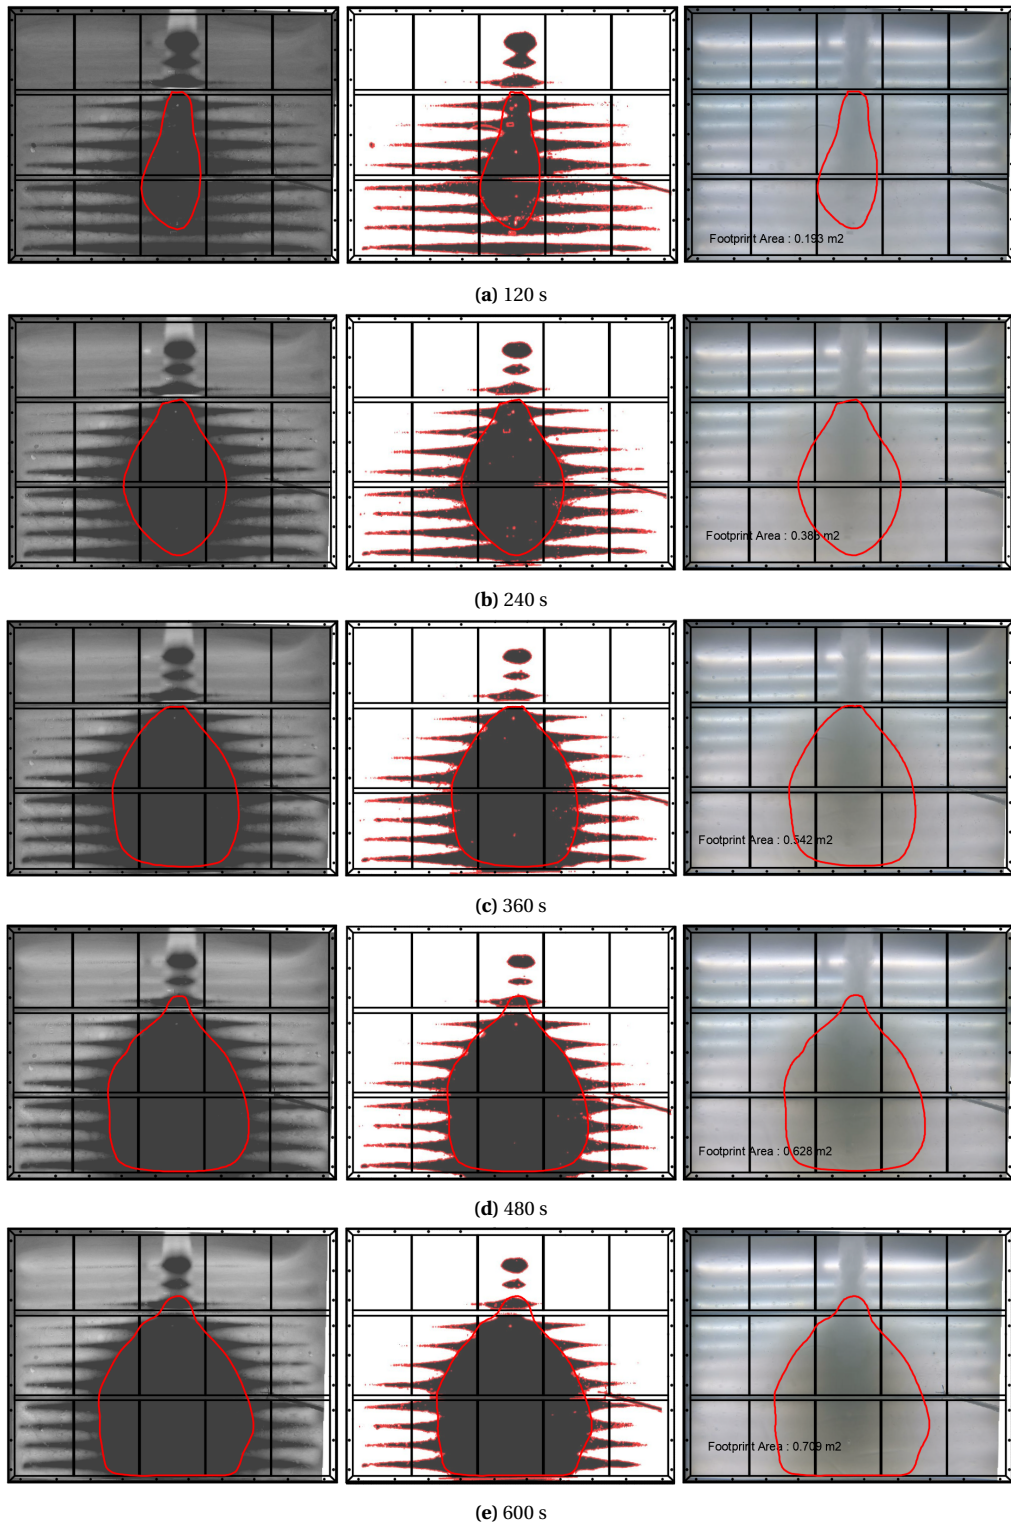 Footprint Area : 0.193 m2
(a) 120 s
Footprint Area : 0.388 m2
(b) 240 s
Footprint Area : 0.542 m2
(c) 360 s
Footprint Area : 0.628 m2
(d) 480 s
Footprint Area : 0.709 m2
(e) 600 s